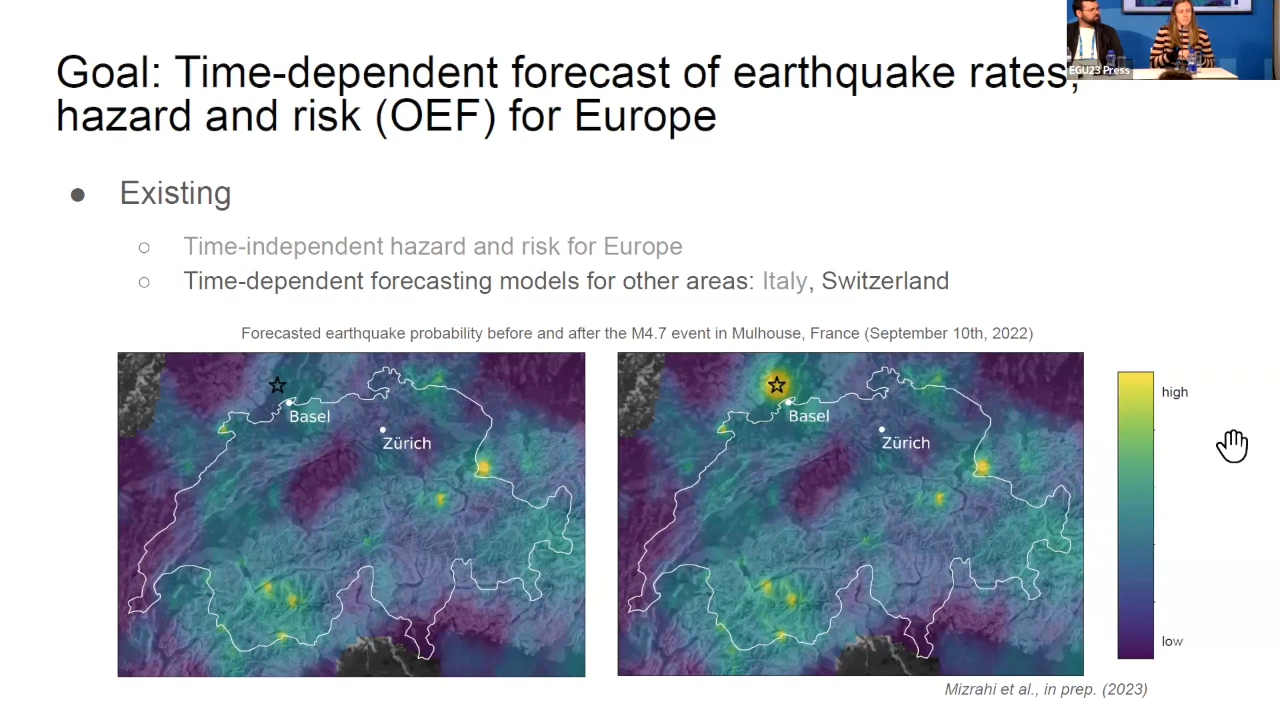 Goal: Time-dependent forecast of earthquake rates,
hazard and risk (OEF) for Europe
EGU23 Press
● Existing
○ Time-independent hazard and risk for Europe
○ Time-dependent forecasting models for other areas: Italy, Switzerland
Forecasted earthquake probability before and after the M4.7 event in Mulhouse, France (September 10th, 2022)
Basel
Zürich
Basel
Zürich
high
low
Mizrahi et al., in prep. (2023)